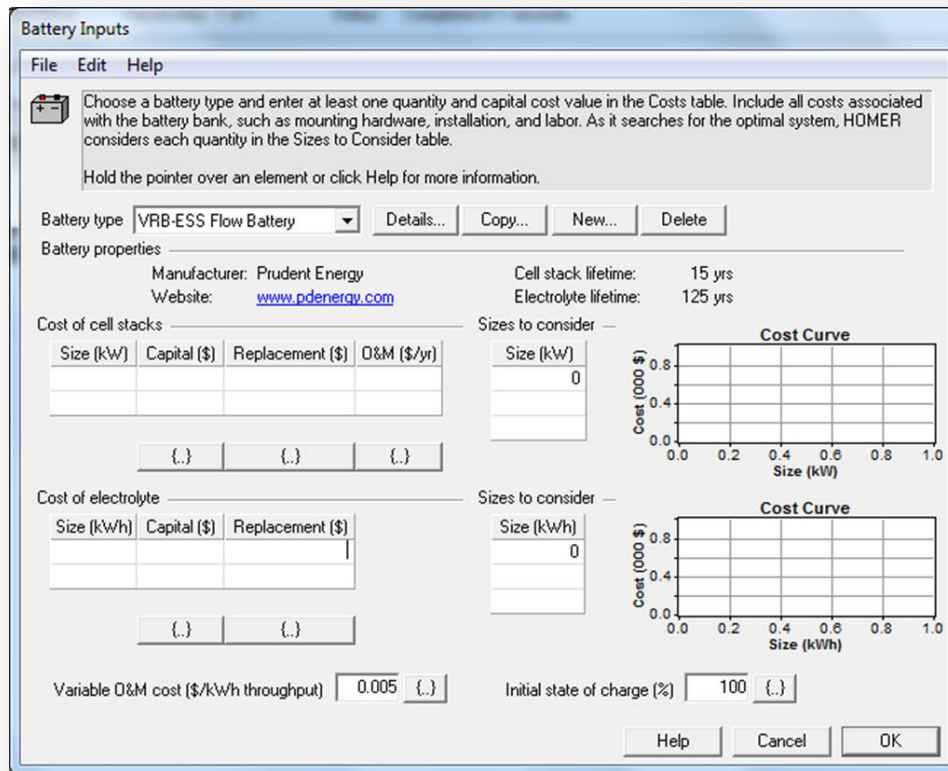 Battery Inputs
File Edit Help
Choose a battery type and enter at least one quantity and capital cost value in the Costs table. Include all costs associated
with the battery bank, such as mounting hardware, installation, and labor. As it searches for the optimal system, HOMER
considers each quantity in the Sizes to Consider table.
Hold the pointer over an element or click Help for more information.
Battery type VRB-ESS Flow Battery Details... Copy... New... Delete
Battery properties
Manufacturer: Prudent Energy Cell stack lifetime: 15 yrs
Website: www.pdenergy.com Electrolyte lifetime: 125 yrs
Cost of cell stacks
Size (kW) Capital ($) Replacement ($) O&M ($/yr)
{..} {..} {..}
Sizes to consider
Size (kW)
0
Cost Curve
Cost (000 $)
0.8
0.4
0.0
0.0 0.2 0.4 0.6 0.8 1.0
Size (kW)
Cost of electrolyte
Size (kWh) Capital ($) Replacement ($)
{..} {..}
Sizes to consider
Size (kWh)
0
Cost Curve
Cost (000 $)
0.8
0.4
0.0
0.0 0.2 0.4 0.6 0.8 1.0
Size (kWh)
Variable O&M cost ($/kWh throughput) 0.005 {..} Initial state of charge (%) 100 {..}
Help Cancel OK